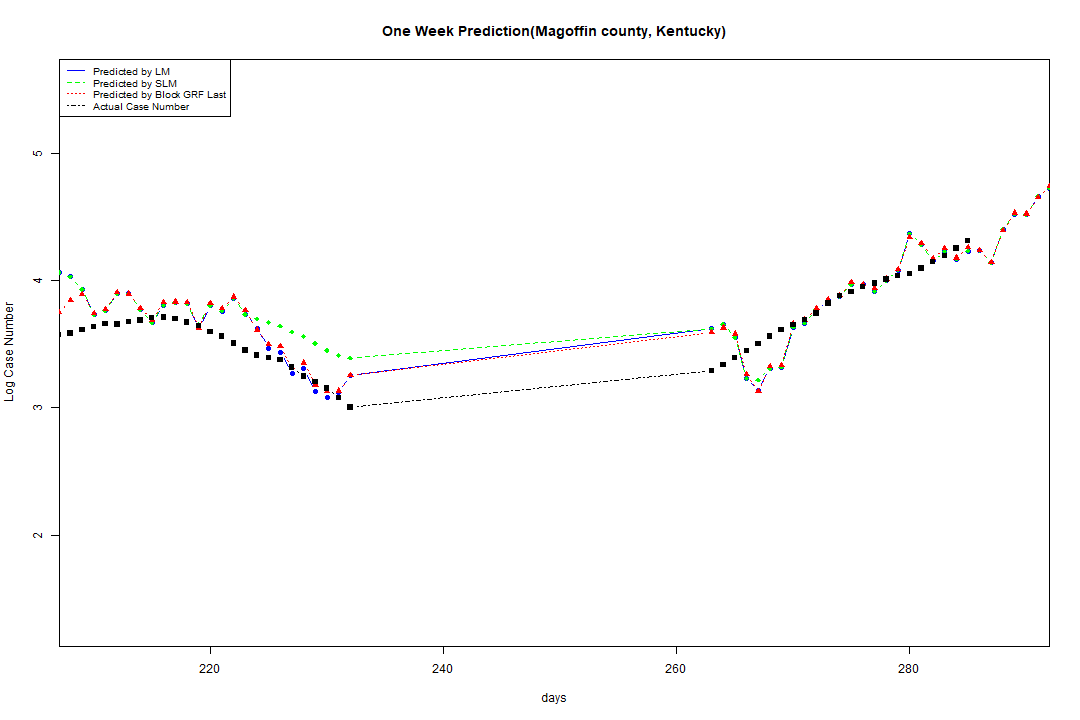 One Week Prediction(Magoffin county, Kentucky)
Predicted by LM
Predicted by SLM
Predicted by Block GRF Last
Actual Case Number
5
4
3
2
Log Case Number
220 240 260 280
days